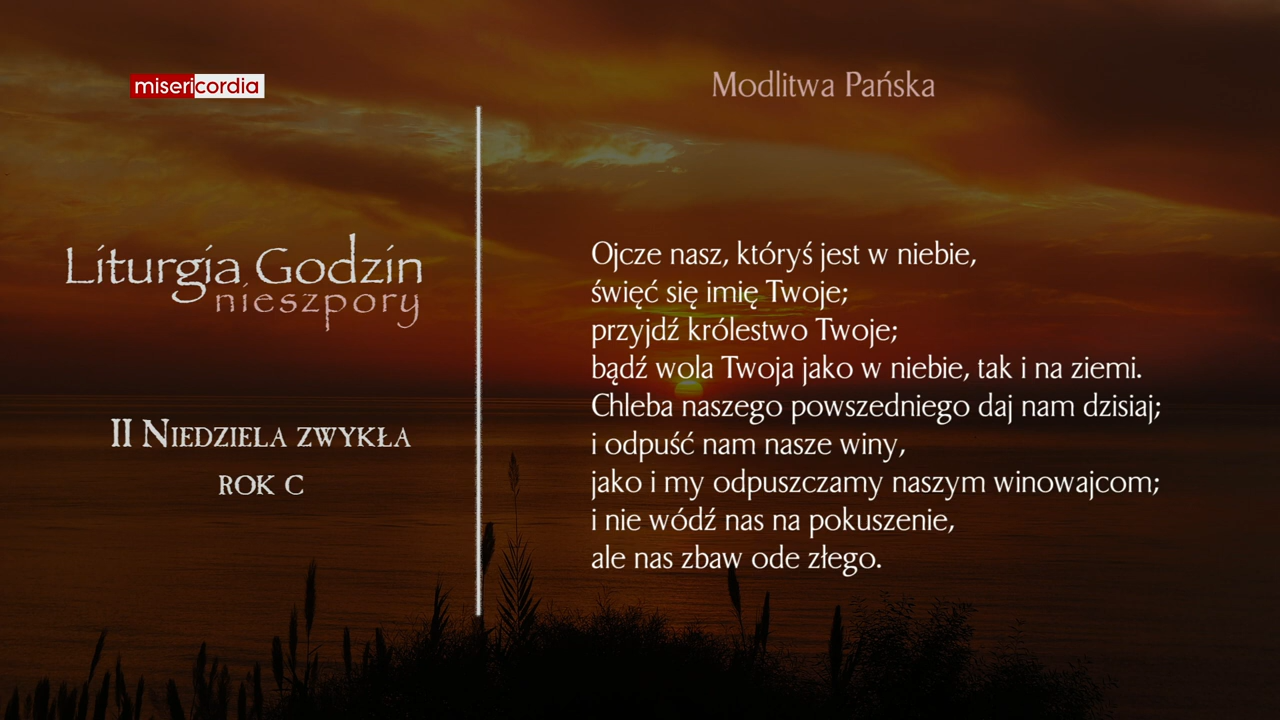 misericordia
Liturgia Godzin
nieszpory
II Niedziela zwykła
rok C
Modlitwa Pańska
Ojcze nasz, któryś jest w niebie,
święć się imię Twoje;
przyjdź królestwo Twoje;
bądź wola Twoja jako w niebie, tak i na ziemi.
Chleba naszego powszedniego daj nam dzisiaj;
i odpuść nam nasze winy,
jako i my odpuszczamy naszym winowajcom;
i nie wódź nas na pokuszenie,
ale nas zbaw ode złego.